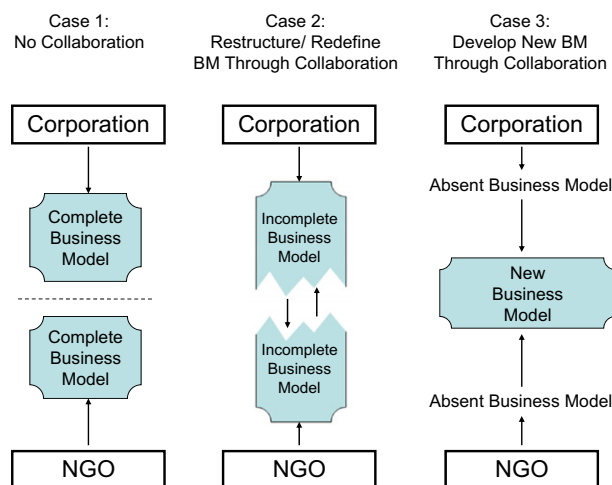 Case 1:
No Collaboration
Case 2:
Restructure/ Redefine
BM Through Collaboration
Case 3:
Develop New BM
Through Collaboration
Corporation
Complete
Business
Model
Complete
Business
Model
NGO
Corporation
Incomplete
Business
Model
Incomplete
Business
Model
NGO
Corporation
Absent Business Model
New
Business
Model
Absent Business Model
NGO